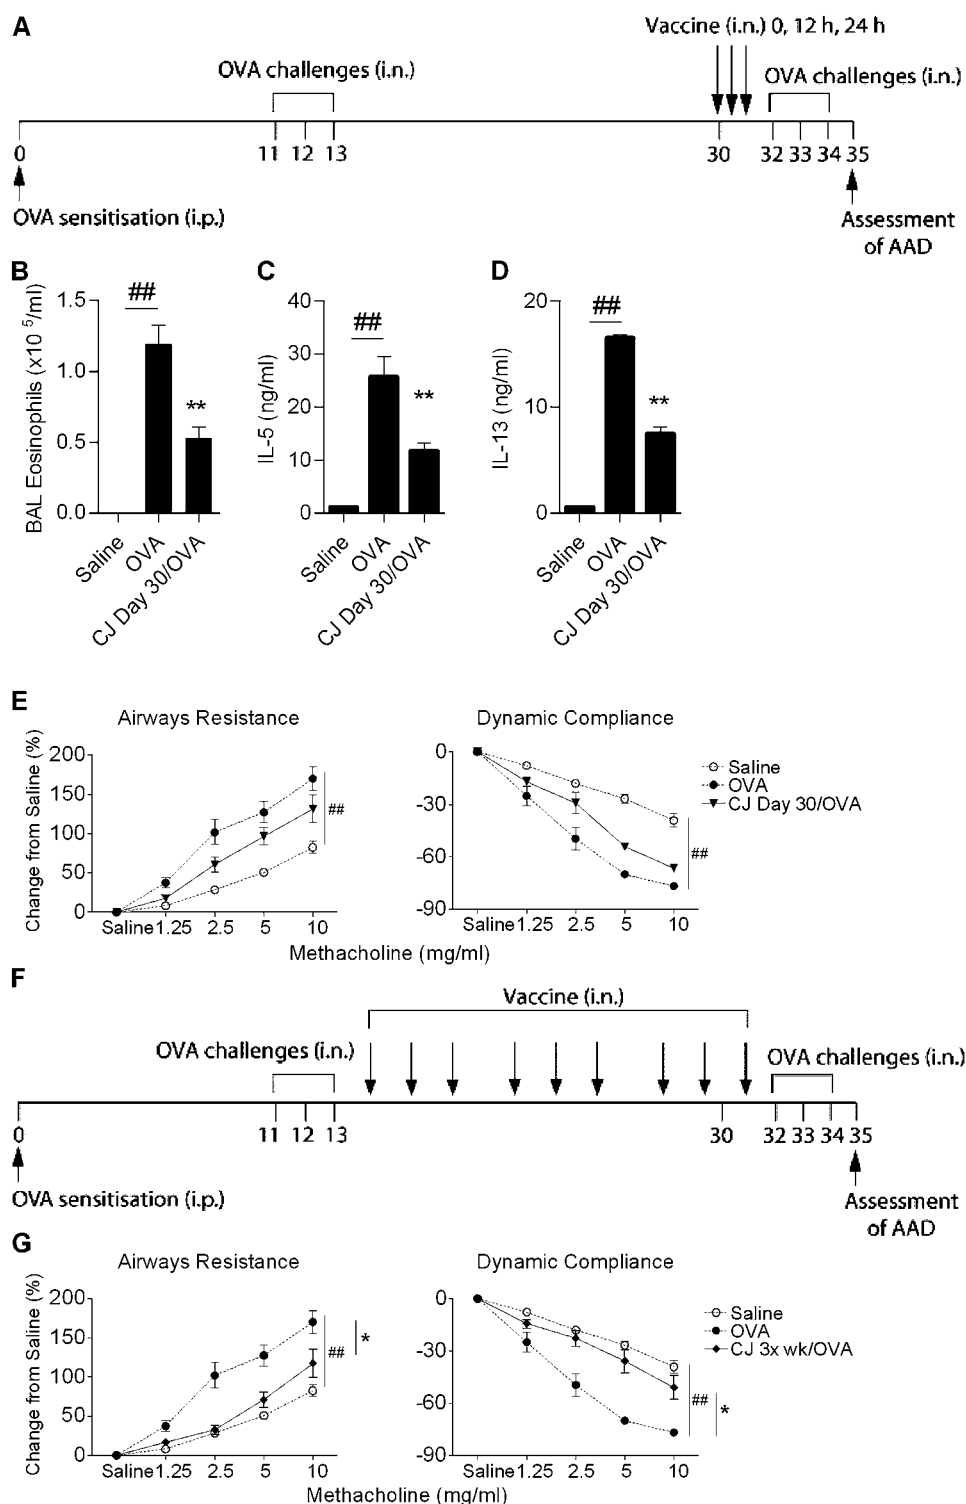 A
Vaccine (i.n.) 0, 12 h, 24 h
OVA challenges (i.n.)
OVA challenges (i.n.)
0 11 12 13 30 32 33 34 35
OVA sensitisation (i.p.)
Assessment
of AAD
B
##
BAL Eosinophils (x10 5/ml)
1.5
1.0
0.5
0.0
**
Saline
OVA
CJ Day 30/OVA
C
##
IL-5 (ng/ml)
40
30
20
10
0
**
Saline
OVA
CJ Day 30/OVA
D
##
IL-13 (ng/ml)
20
10
0
**
Saline
OVA
CJ Day 30/OVA
E
Airways Resistance
Change from Saline (%)
200
150
100
50
0
##
Saline 1.25 2.5 5 10
Dynamic Compliance
0
-30
-60
-90
##
Saline 1.25 2.5 5 10
Saline
OVA
CJ Day 30/OVA
Methacholine (mg/ml)
F
Vaccine (i.n.)
OVA challenges (i.n.)
OVA challenges (i.n.)
0 11 12 13 30 32 33 34 35
OVA sensitisation (i.p.)
Assessment
of AAD
G
Airways Resistance
Change from Saline (%)
200
150
100
50
0
## *
Saline 1.25 2.5 5 10
Dynamic Compliance
0
-30
-60
-90
## *
Saline 1.25 2.5 5 10
Saline
OVA
CJ 3x wk/OVA
Methacholine (mg/ml)